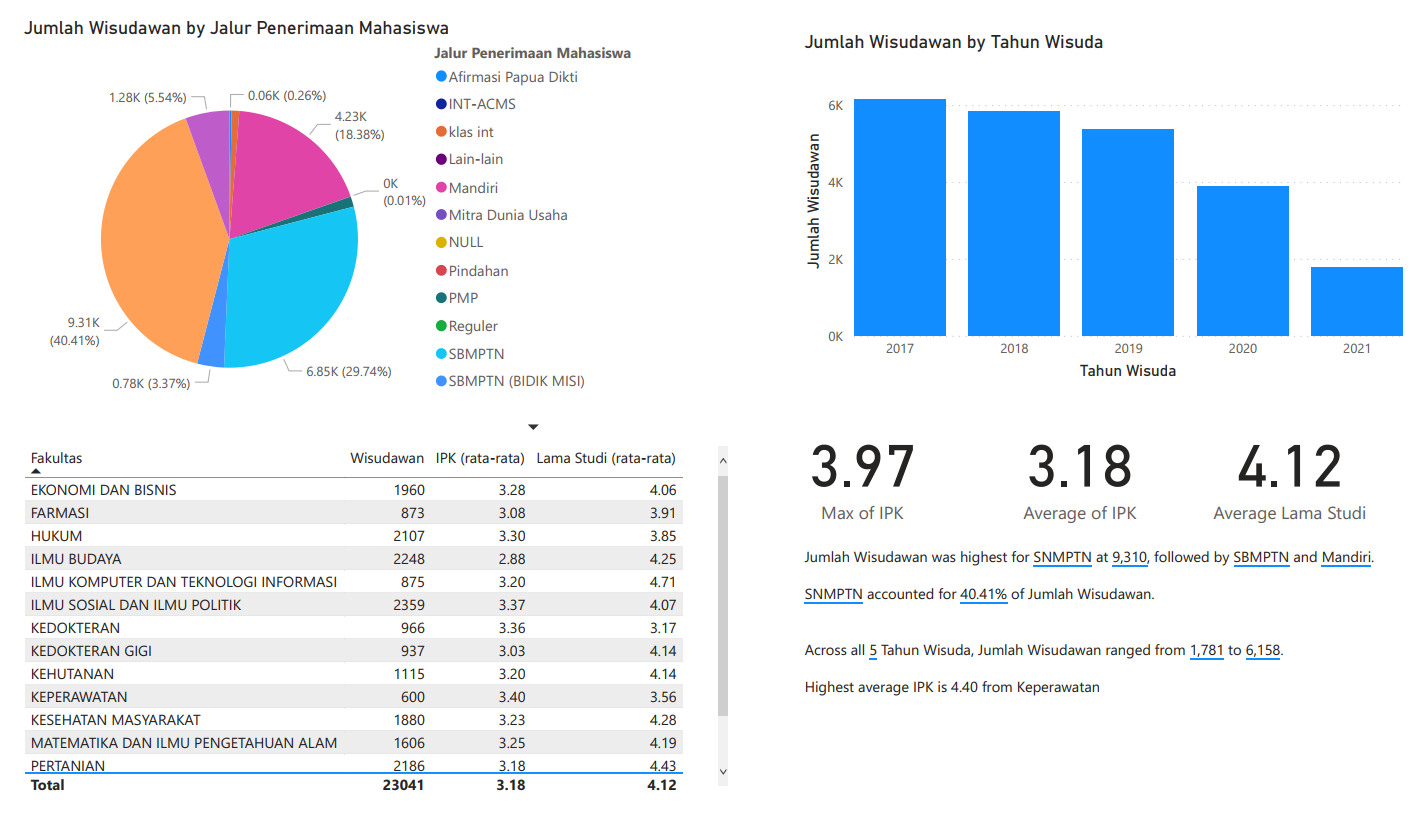 Jumlah Wisudawan by Jalur Penerimaan Mahasiswa
1.28K (5.54%)
0.06K (0.26%)
4.23K
(18.38%)
0K
(0.01%)
6.85K (29.74%)
0.78K (3.37%)
9.31K
(40.41%)
Jalur Penerimaan Mahasiswa
Afirmasi Papua Dikti
INT-ACMS
klas int
Lain-lain
Mandiri
Mitra Dunia Usaha
NULL
Pindahan
PMP
Reguler
SBMPTN
SBMPTN (BIDIK MISI)
Jumlah Wisudawan by Tahun Wisuda
Jumlah Wisudawan
6K
4K
2K
0K
2017 2018 2019 2020 2021
Tahun Wisuda
Fakultas Wisudawan IPK (rata-rata) Lama Studi (rata-rata)
EKONOMI DAN BISNIS 1960 3.28 4.06
FARMASI 873 3.08 3.91
HUKUM 2107 3.30 3.85
ILMU BUDAYA 2248 2.88 4.25
ILMU KOMPUTER DAN TEKNOLOGI INFORMASI 875 3.20 4.71
ILMU SOSIAL DAN ILMU POLITIK 2359 3.37 4.07
KEDOKTERAN 966 3.36 3.17
KEDOKTERAN GIGI 937 3.03 4.14
KEHUTANAN 1115 3.20 4.14
KEPERAWATAN 600 3.40 3.56
KESEHATAN MASYARAKAT 1880 3.23 4.28
MATEMATIKA DAN ILMU PENGETAHUAN ALAM 1606 3.25 4.19
PERTANIAN 2186 3.18 4.43
Total 23041 3.18 4.12
3.97
Max of IPK
3.18
Average of IPK
4.12
Average Lama Studi
Jumlah Wisudawan was highest for SNMPTN at 9,310, followed by SBMPTN and Mandiri.
SNMPTN accounted for 40.41% of Jumlah Wisudawan.
Across all 5 Tahun Wisuda, Jumlah Wisudawan ranged from 1,781 to 6,158.
Highest average IPK is 4.40 from Keperawatan